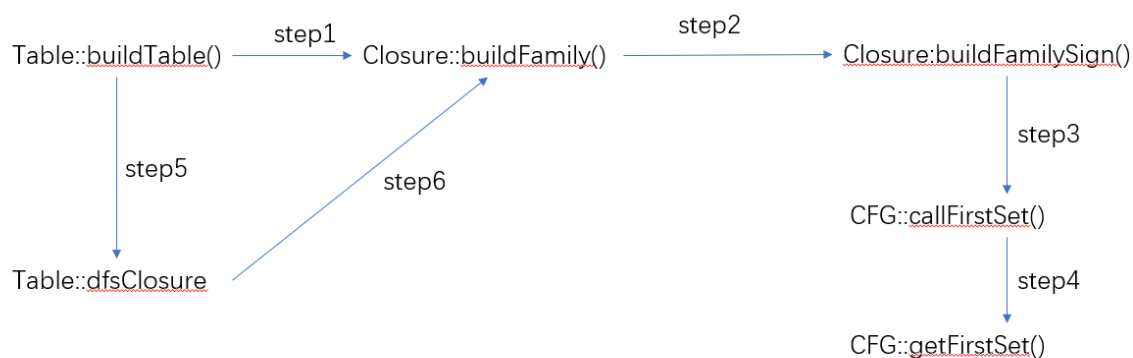 step1
step2
Table::buildTable()
Closure::buildFamily()
Closure:buildFamilySign()
step3
step5
step6
CFG::callFirstSet()
Table::dfsClosure
step4
CFG::getFirstSet()